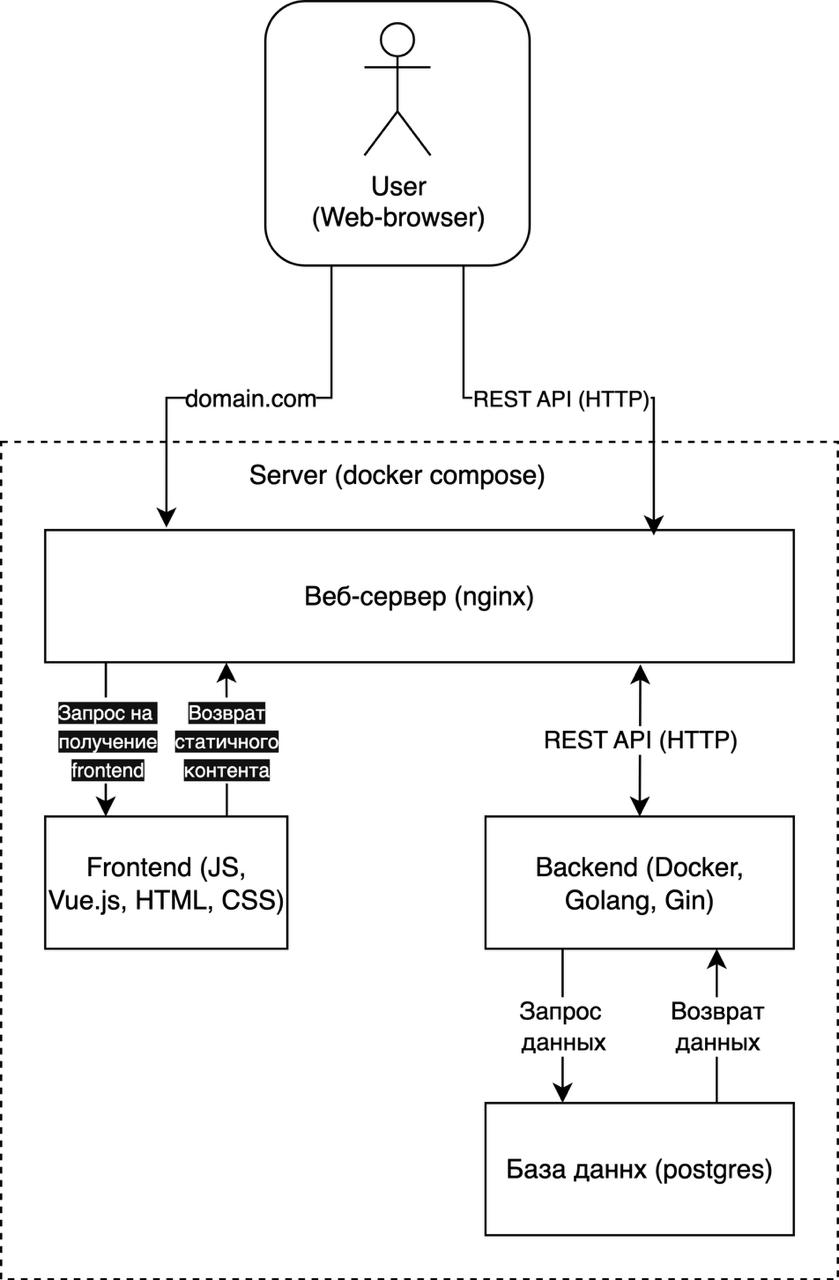 User
(Web-browser)
domain.com
REST API (HTTP)
Server (docker compose)
Веб-сервер (nginx)
Запрос на
получение
frontend
Возврат
статичного
контента
REST API (HTTP)
Frontend (JS,
Vue.js, HTML, CSS)
Backend (Docker,
Golang, Gin)
Запрос
данных
Возврат
данных
База даннх (postgres)